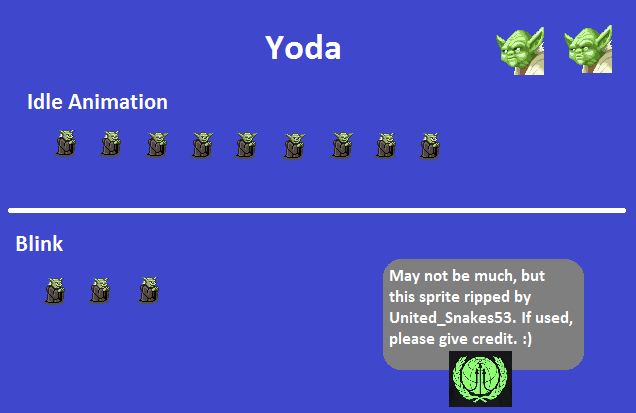 Yoda
Idle Animation
Blink
May not be much, but
this sprite ripped by
United_Snakes53. If used,
please give credit. :)